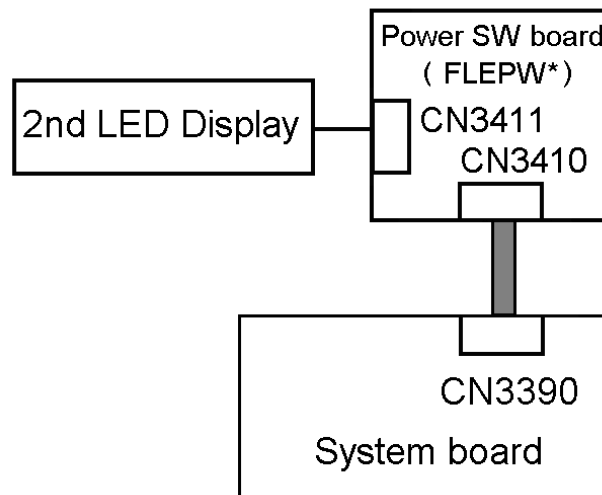 Power SW board
( FLEPW*)
2nd LED Display
CN3411
CN3410
CN3390
System board